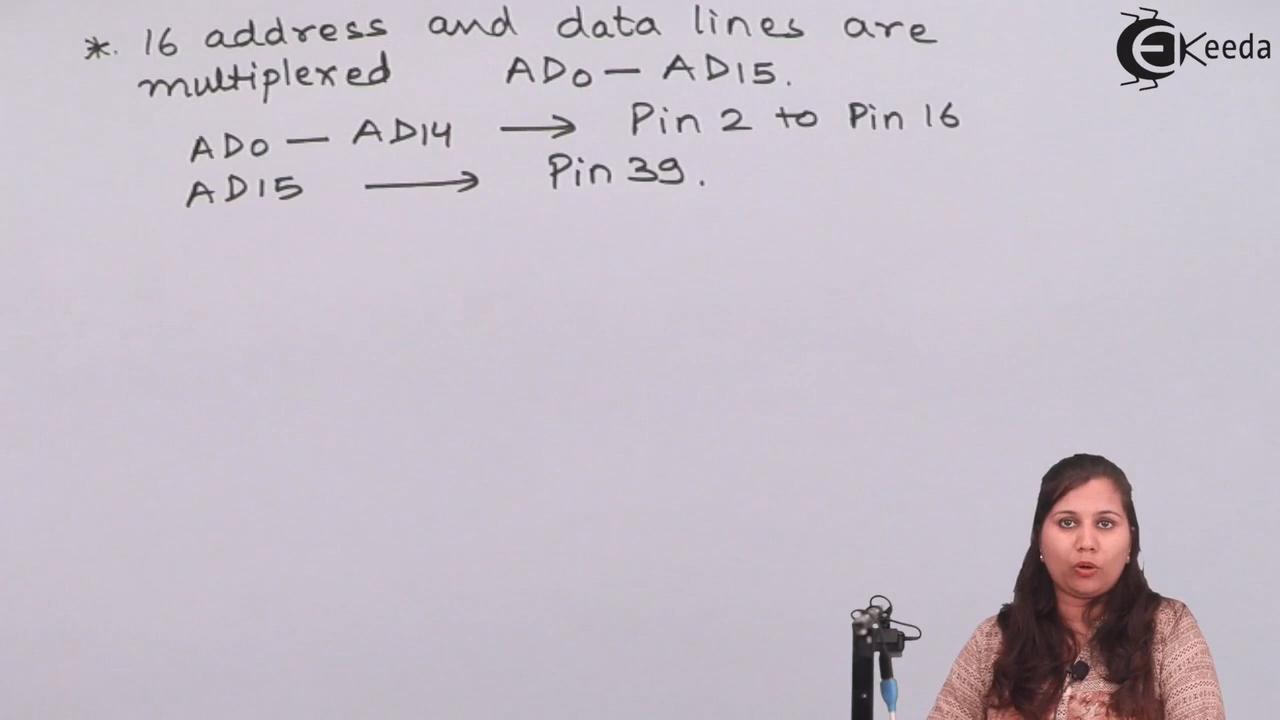 *. 16 address and data lines are
multiplexed AD0 — AD15.
AD0 — AD14 → Pin 2 to Pin 16
AD15 → Pin 39.
EKeeda